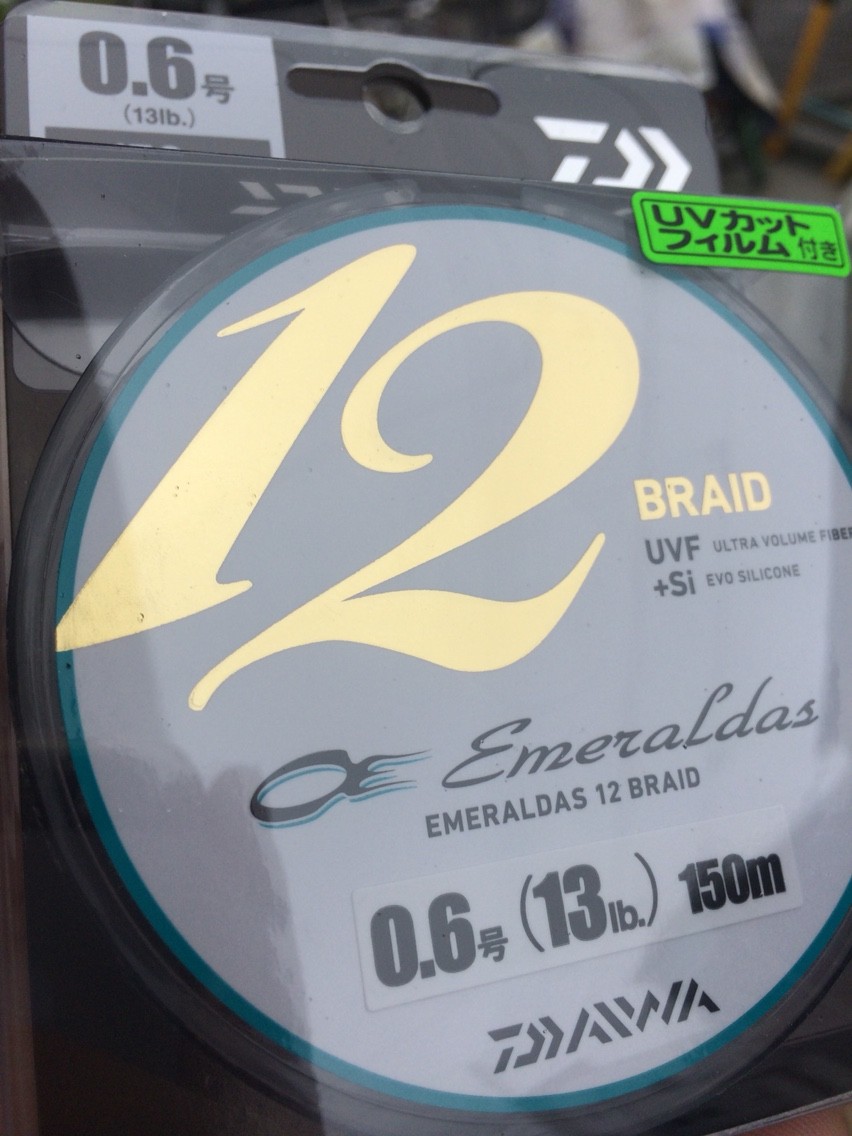 0.6号
(13lb.)
UVカット
フィルム付き
12
BRAID
UVF ULTRA VOLUME FIBER
+Si EVO SILICONE
Emeraldas
EMERALDAS 12 BRAID
0.6号(13lb.) 150m
DAIWA